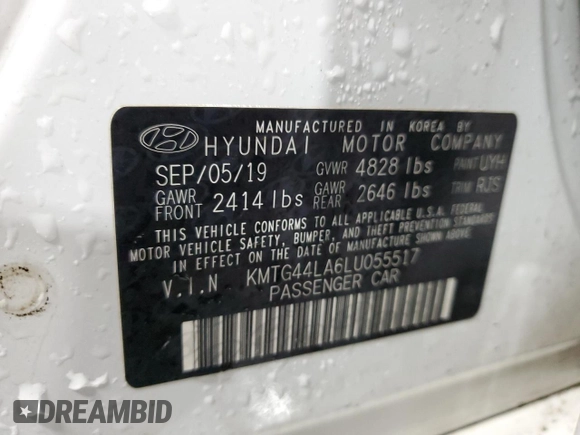 MANUFACTURED IN KOREA BY
HYUNDAI MOTOR COMPANY
SEP/05/19 GVWR 4828 lbs PAINT UYH
GAWR FRONT 2414 lbs GAWR REAR 2646 lbs TRIM RJS
THIS VEHICLE CONFORMS TO ALL APPLICABLE U.S.A. FEDERAL
MOTOR VEHICLE SAFETY, BUMPER, AND THEFT PREVENTION STANDARDS
IN EFFECT ON THE DATE OF MANUFACTURE SHOWN ABOVE.
V.I.N KMTG44LA6LU055517
PASSENGER CAR
DREAMBID